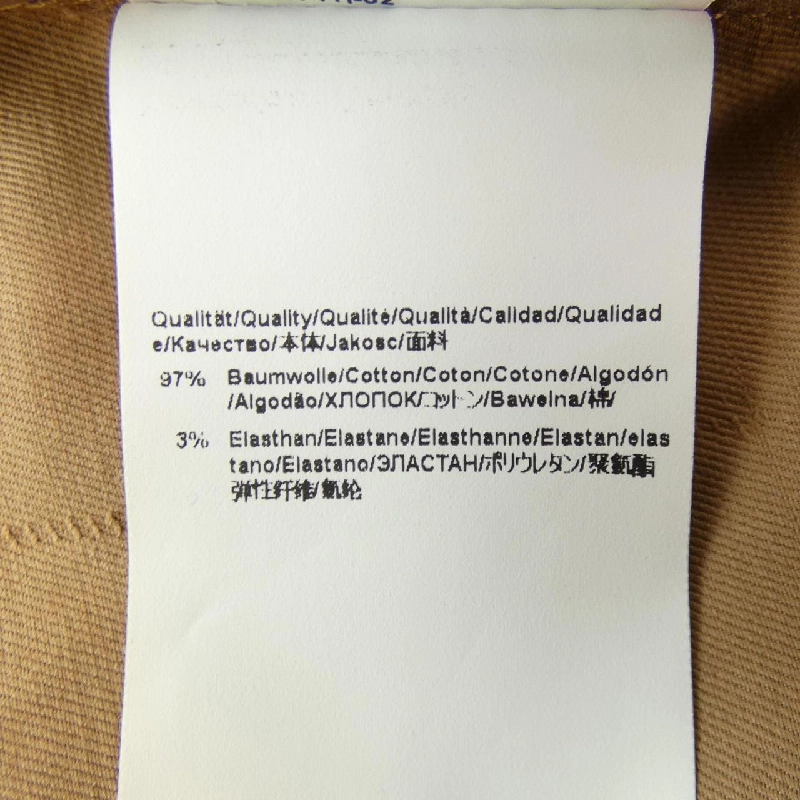 Qualität/Quality/Qualité/Qualità/Calidad/Qualidad
e/Качество/本体/Jakosc/面料
97% Baumwolle/Cotton/Coton/Cotone/Algodón
/Algodão/ХЛОПОК/コットン/Bawelna/棉/
3% Elasthan/Elastane/Elasthanne/Elastan/elas
tano/Elastano/ЭЛАСТАН/ポリウレタン/聚氨酯
弹性纤维/氨纶